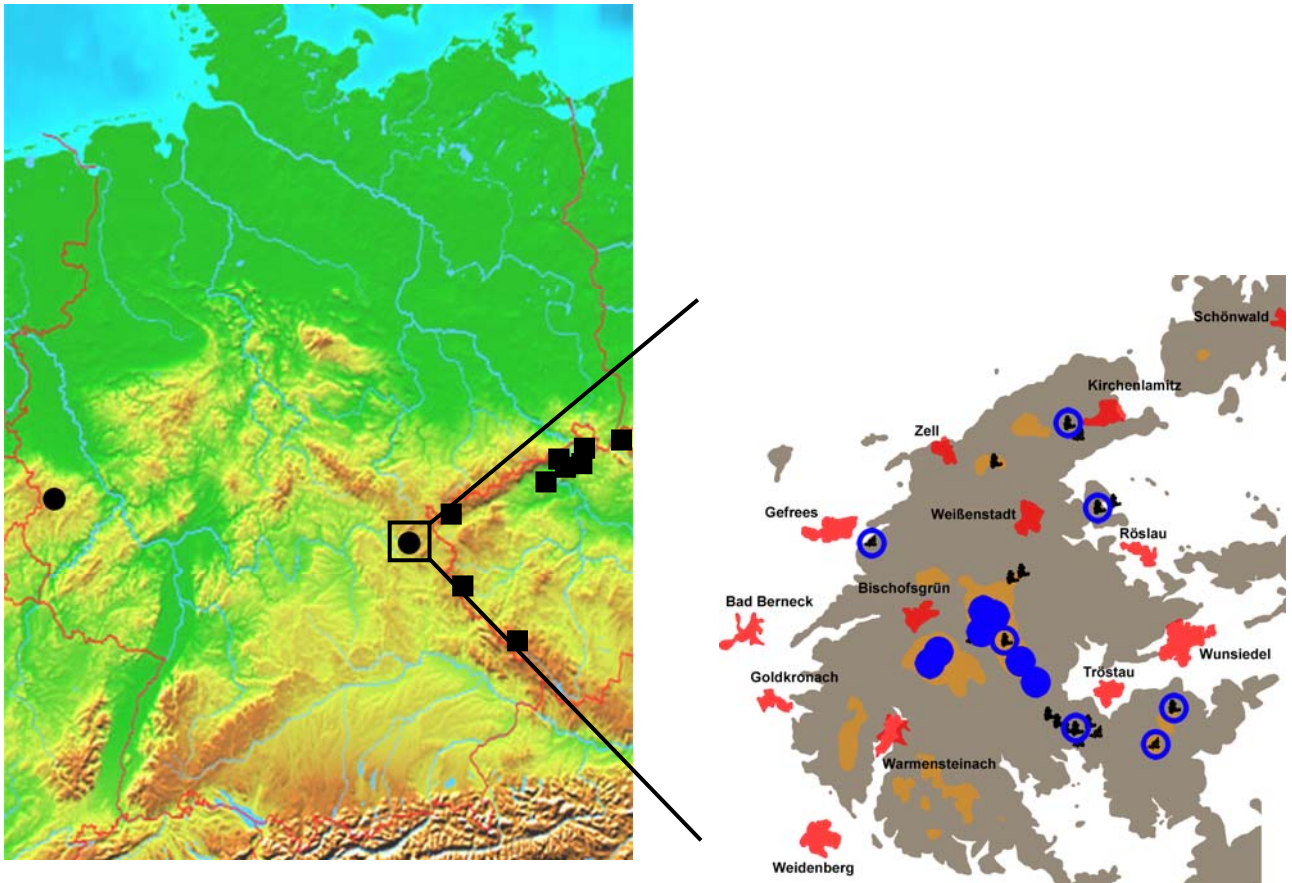 Schönwald
Kirchenlamitz
Zell
Gefrees
Weißenstadt
Röslau
Bischofsgrün
Bad Berneck
Wunsiedel
Goldkronach
Tröstau
Warmensteinach
Weidenberg